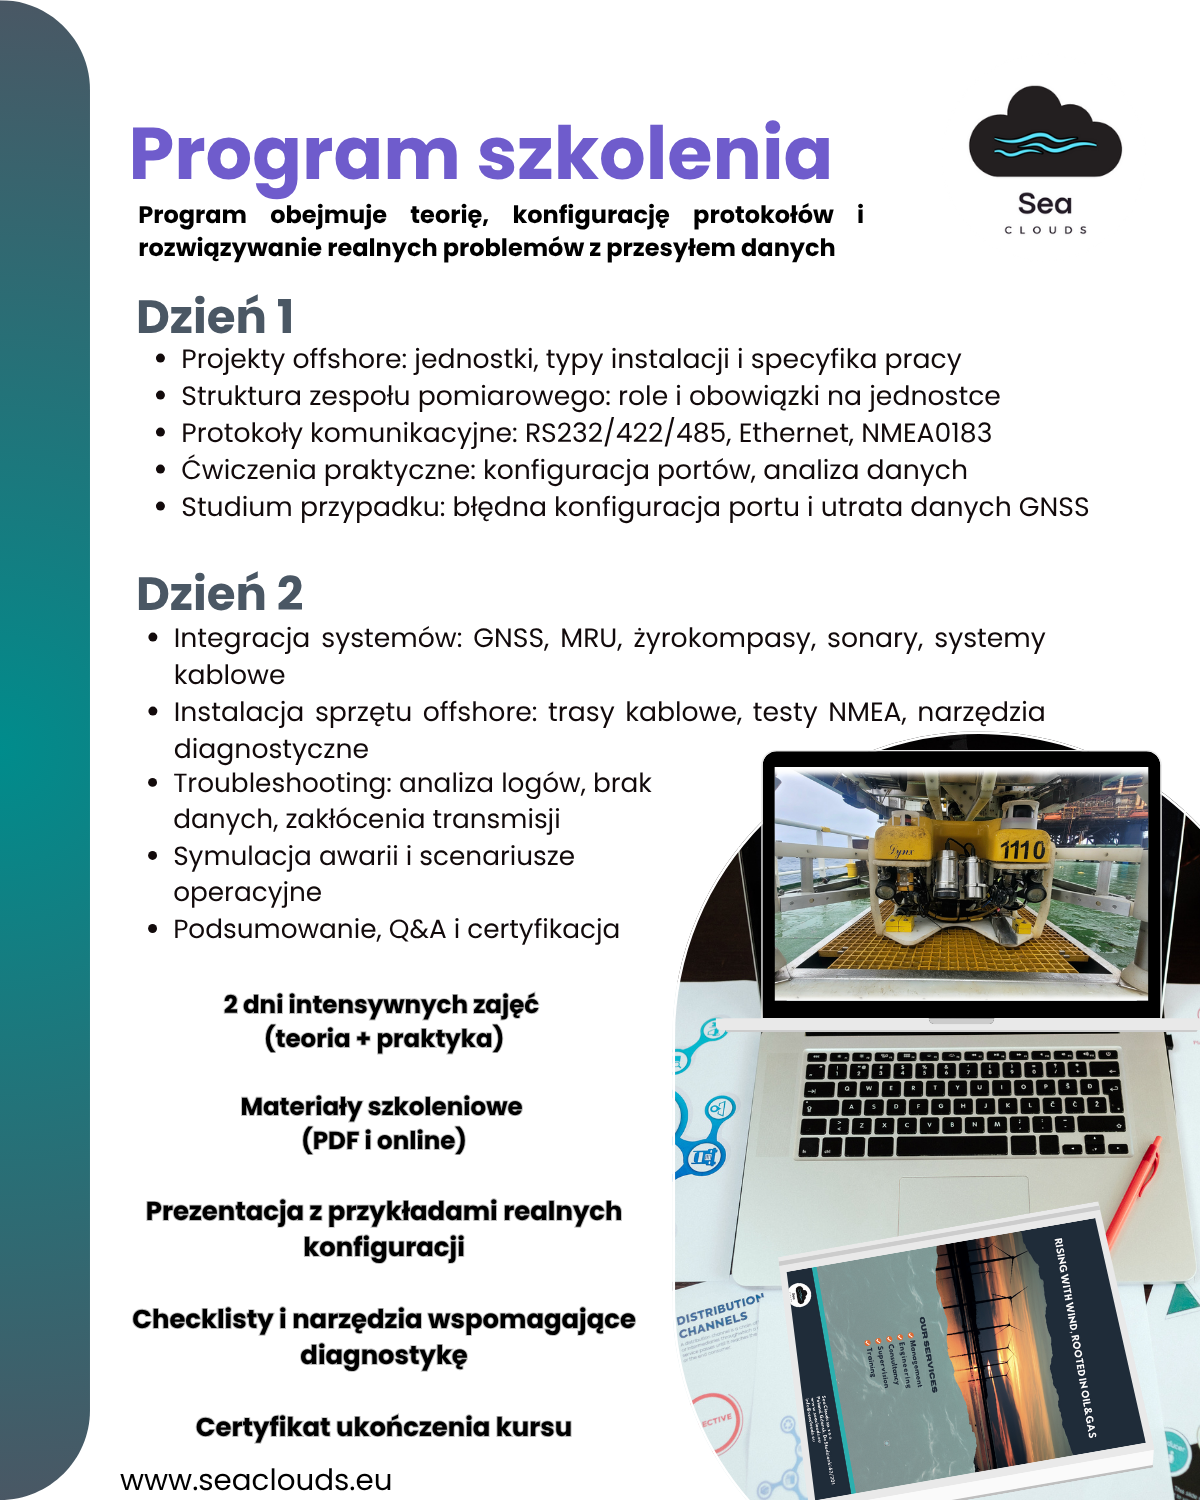 Program szkolenia
Sea
CLOUDS
Program obejmuje teorię, konfigurację protokołów i
rozwiązywanie realnych problemów z przesyłem danych
Dzień 1
• Projekty offshore: jednostki, typy instalacji i specyfika pracy
• Struktura zespołu pomiarowego: role i obowiązki na jednostce
• Protokoły komunikacyjne: RS232/422/485, Ethernet, NMEA0183
• Ćwiczenia praktyczne: konfiguracja portów, analiza danych
• Studium przypadku: błędna konfiguracja portu i utrata danych GNSS
Dzień 2
• Integracja systemów: GNSS, MRU, żyrokompasy, sonary, systemy
kablowe
• Instalacja sprzętu offshore: trasy kablowe, testy NMEA, narzędzia
diagnostyczne
• Troubleshooting: analiza logów, brak
danych, zakłócenia transmisji
• Symulacja awarii i scenariusze
operacyjne
• Podsumowanie, Q&A i certyfikacja
1110
2 dni intensywnych zajęć
(teoria + praktyka)
Materiały szkoleniowe
(PDF i online)
Prezentacja z przykładami realnych
konfiguracji
Checklisty i narzędzia wspomagające
diagnostykę
Certyfikat ukończenia kursu
www.seaclouds.eu
DISTRIBUTION
CHANNELS
ECTIVE
RISING WITH WIND, ROOTED IN OIL&GAS
OUR SERVICES
Management
Engineering
Consultancy
Supervision
Training